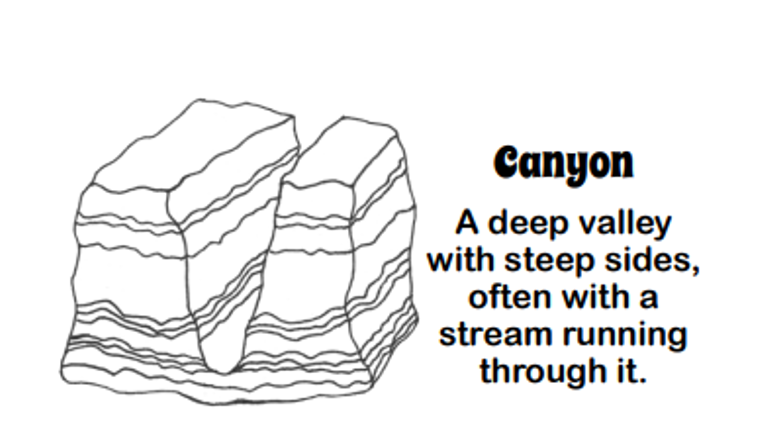 Canyon
A deep valley
with steep sides,
often with a
stream running
through it.